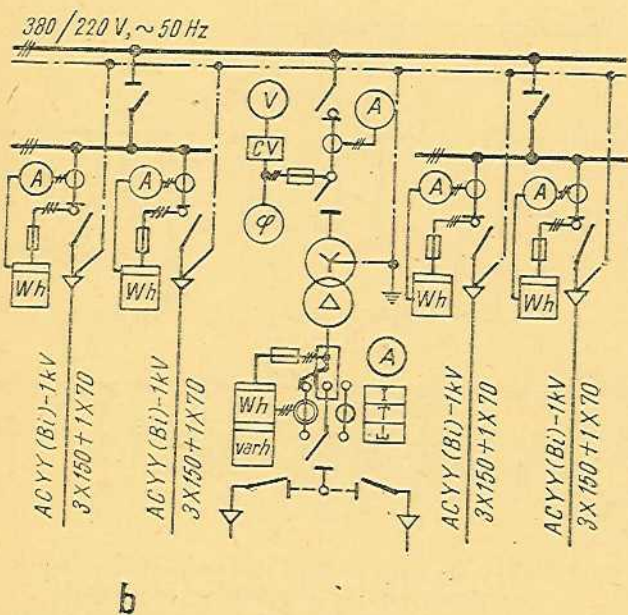 380/220 V, ~ 50 Hz
V
A
CV
A
A
A
A
φ
Y
Wh
Wh
Wh
Wh
Δ
A
Wh
varh
ACYY(Bi)-1kV
3X150+1X70
ACYY(Bi)-1kV
3X150+1X70
ACYY(Bi)-1kV
3X150+1X70
ACYY(Bi)-1kV
3X150+1X70
b